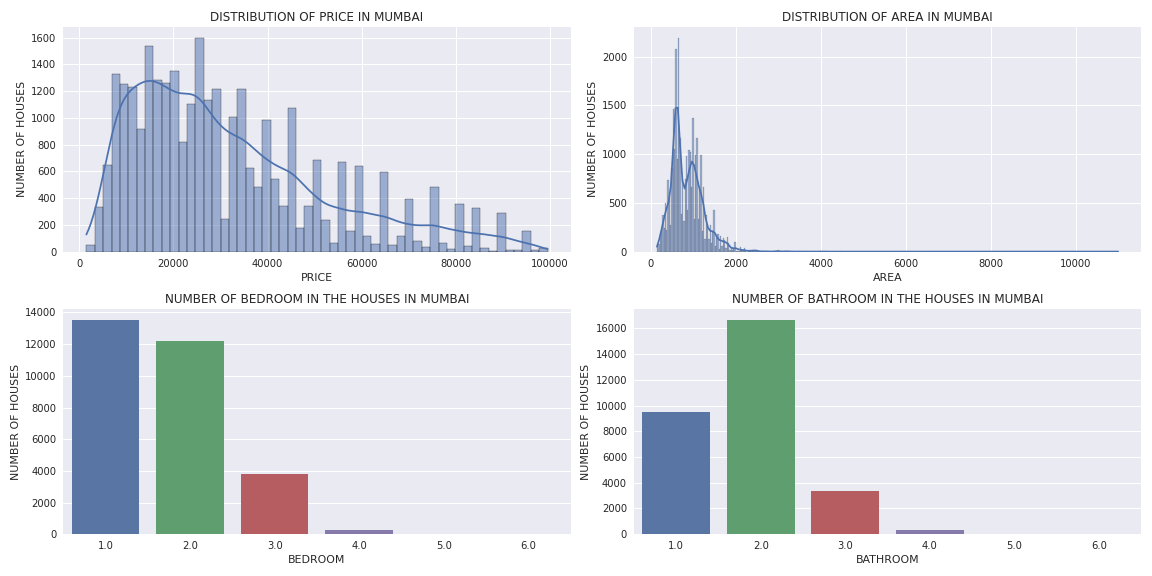 DISTRIBUTION OF PRICE IN MUMBAI
NUMBER OF HOUSES
1600
1400
1200
1000
800
600
400
200
0
0 20000 40000 60000 80000 100000
PRICE
DISTRIBUTION OF AREA IN MUMBAI
NUMBER OF HOUSES
2000
1500
1000
500
0
0 2000 4000 6000 8000 10000
AREA
NUMBER OF BEDROOM IN THE HOUSES IN MUMBAI
NUMBER OF HOUSES
14000
12000
10000
8000
6000
4000
2000
0
1.0 2.0 3.0 4.0 5.0 6.0
BEDROOM
NUMBER OF BATHROOM IN THE HOUSES IN MUMBAI
NUMBER OF HOUSES
16000
14000
12000
10000
8000
6000
4000
2000
0
1.0 2.0 3.0 4.0 5.0 6.0
BATHROOM